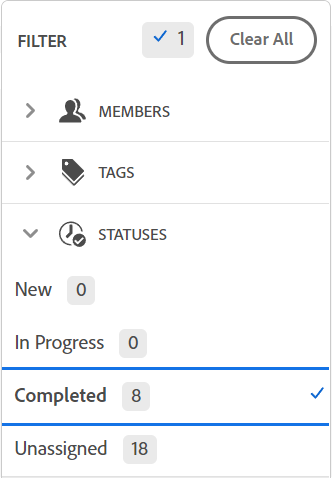 FILTER 1 Clear All
MEMBERS
TAGS
STATUSES
New 0
In Progress 0
Completed 8
Unassigned 18